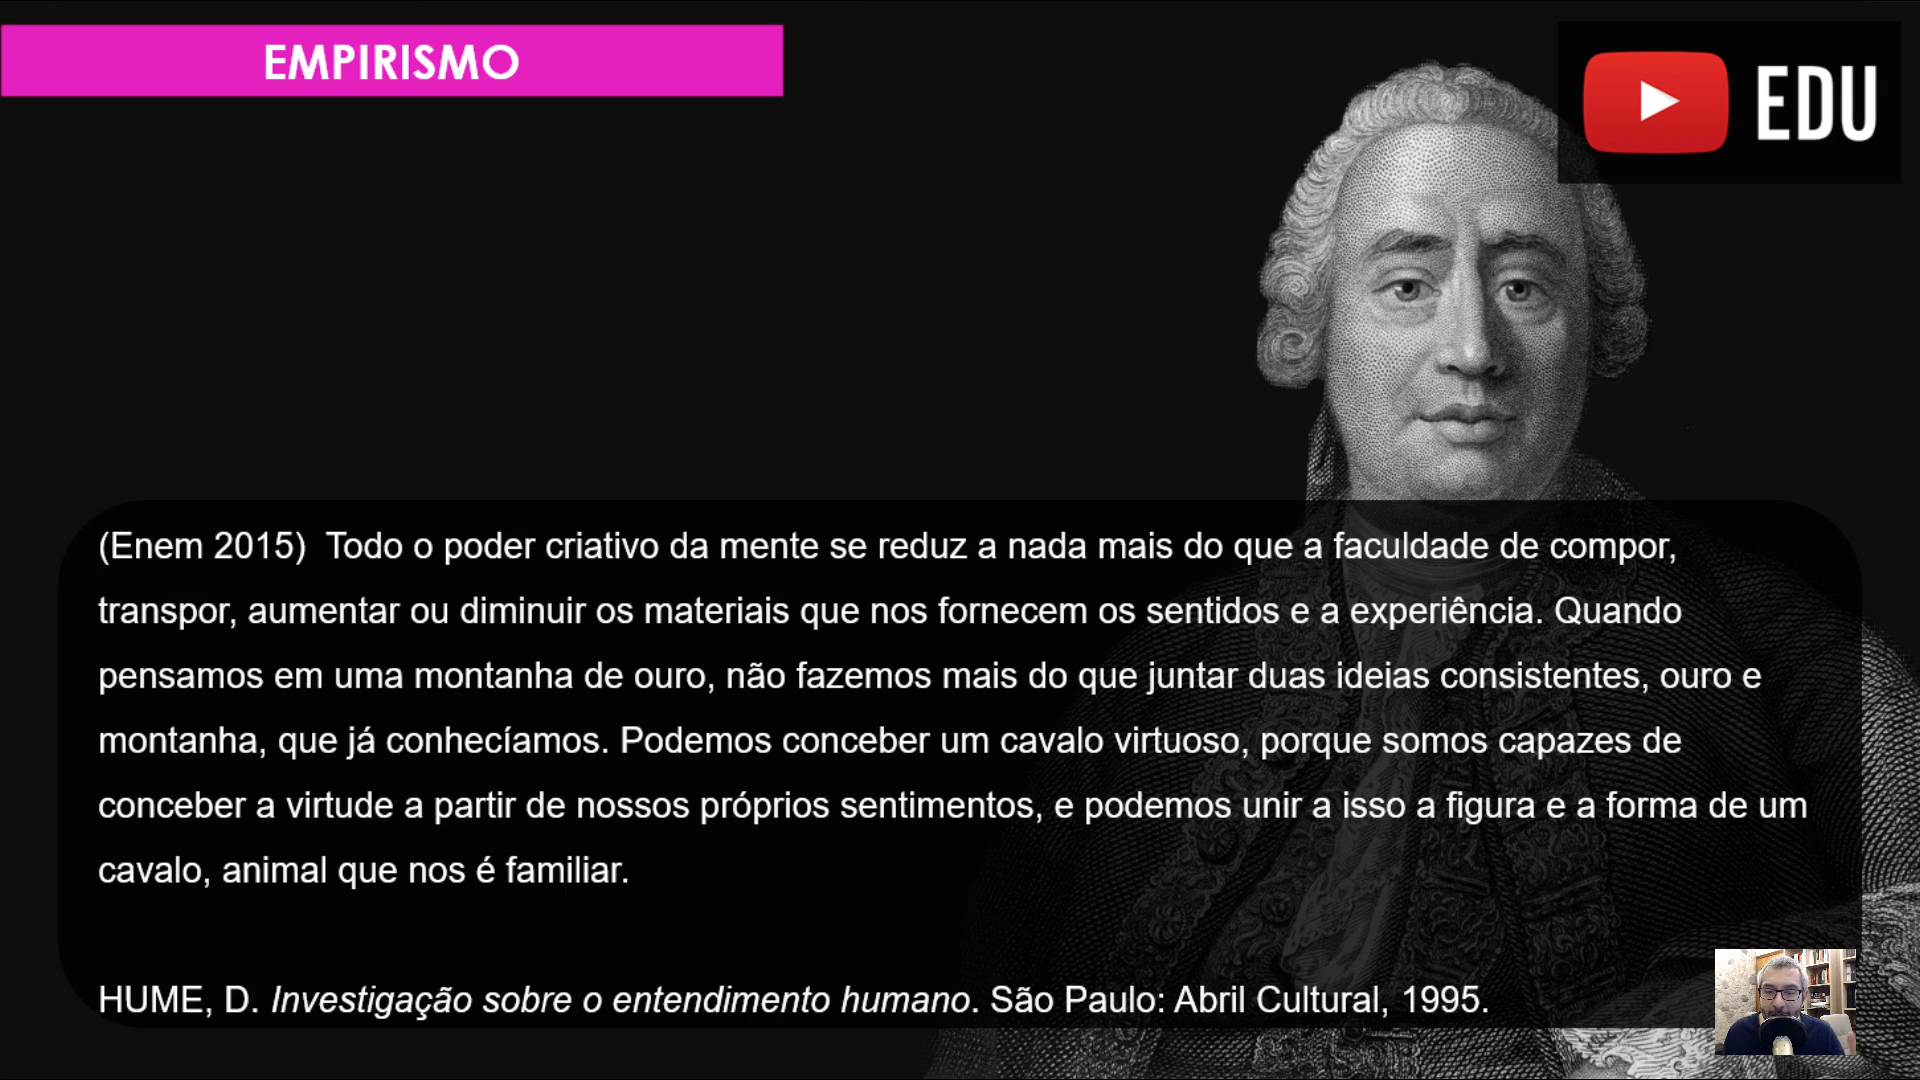 EMPIRISMO
EDU
(Enem 2015)  Todo o poder criativo da mente se reduz a nada mais do que a faculdade de compor,
transpor, aumentar ou diminuir os materiais que nos fornecem os sentidos e a experiência. Quando
pensamos em uma montanha de ouro, não fazemos mais do que juntar duas ideias consistentes, ouro e
montanha, que já conhecíamos. Podemos conceber um cavalo virtuoso, porque somos capazes de
conceber a virtude a partir de nossos próprios sentimentos, e podemos unir a isso a figura e a forma de um
cavalo, animal que nos é familiar.
HUME, D. Investigação sobre o entendimento humano. São Paulo: Abril Cultural, 1995.